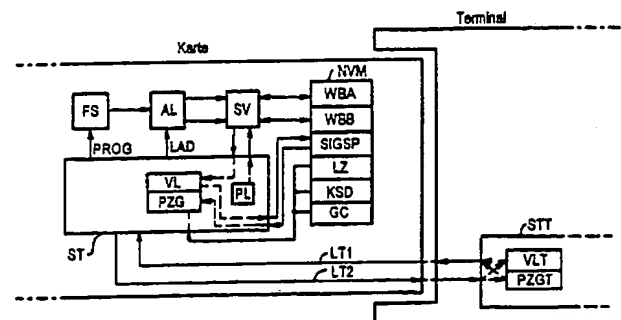 Terminal
Karte
NVM
FS
AL
SV
WBA
WBB
SIGSP
LZ
KSD
GC
PROG
LAD
VL
PZG
PL
ST
STT
LT1
LT2
VLT
PZGT